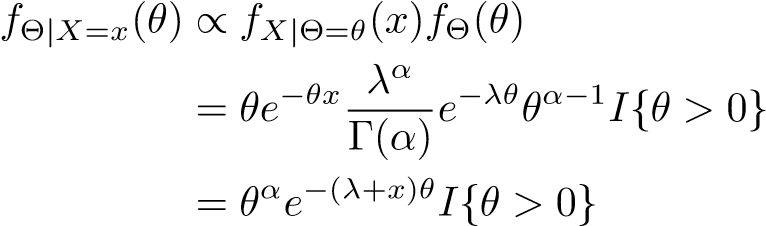 f_{Θ|X=x}(θ) ∝ f_{X|Θ=θ}(x)f_Θ(θ)
= θe^{−θx} \frac{λ^α}{Γ(α)} e^{−λθ}θ^{α−1}I{θ > 0}
= θ^α e^{−(λ+x)θ}I{θ > 0}